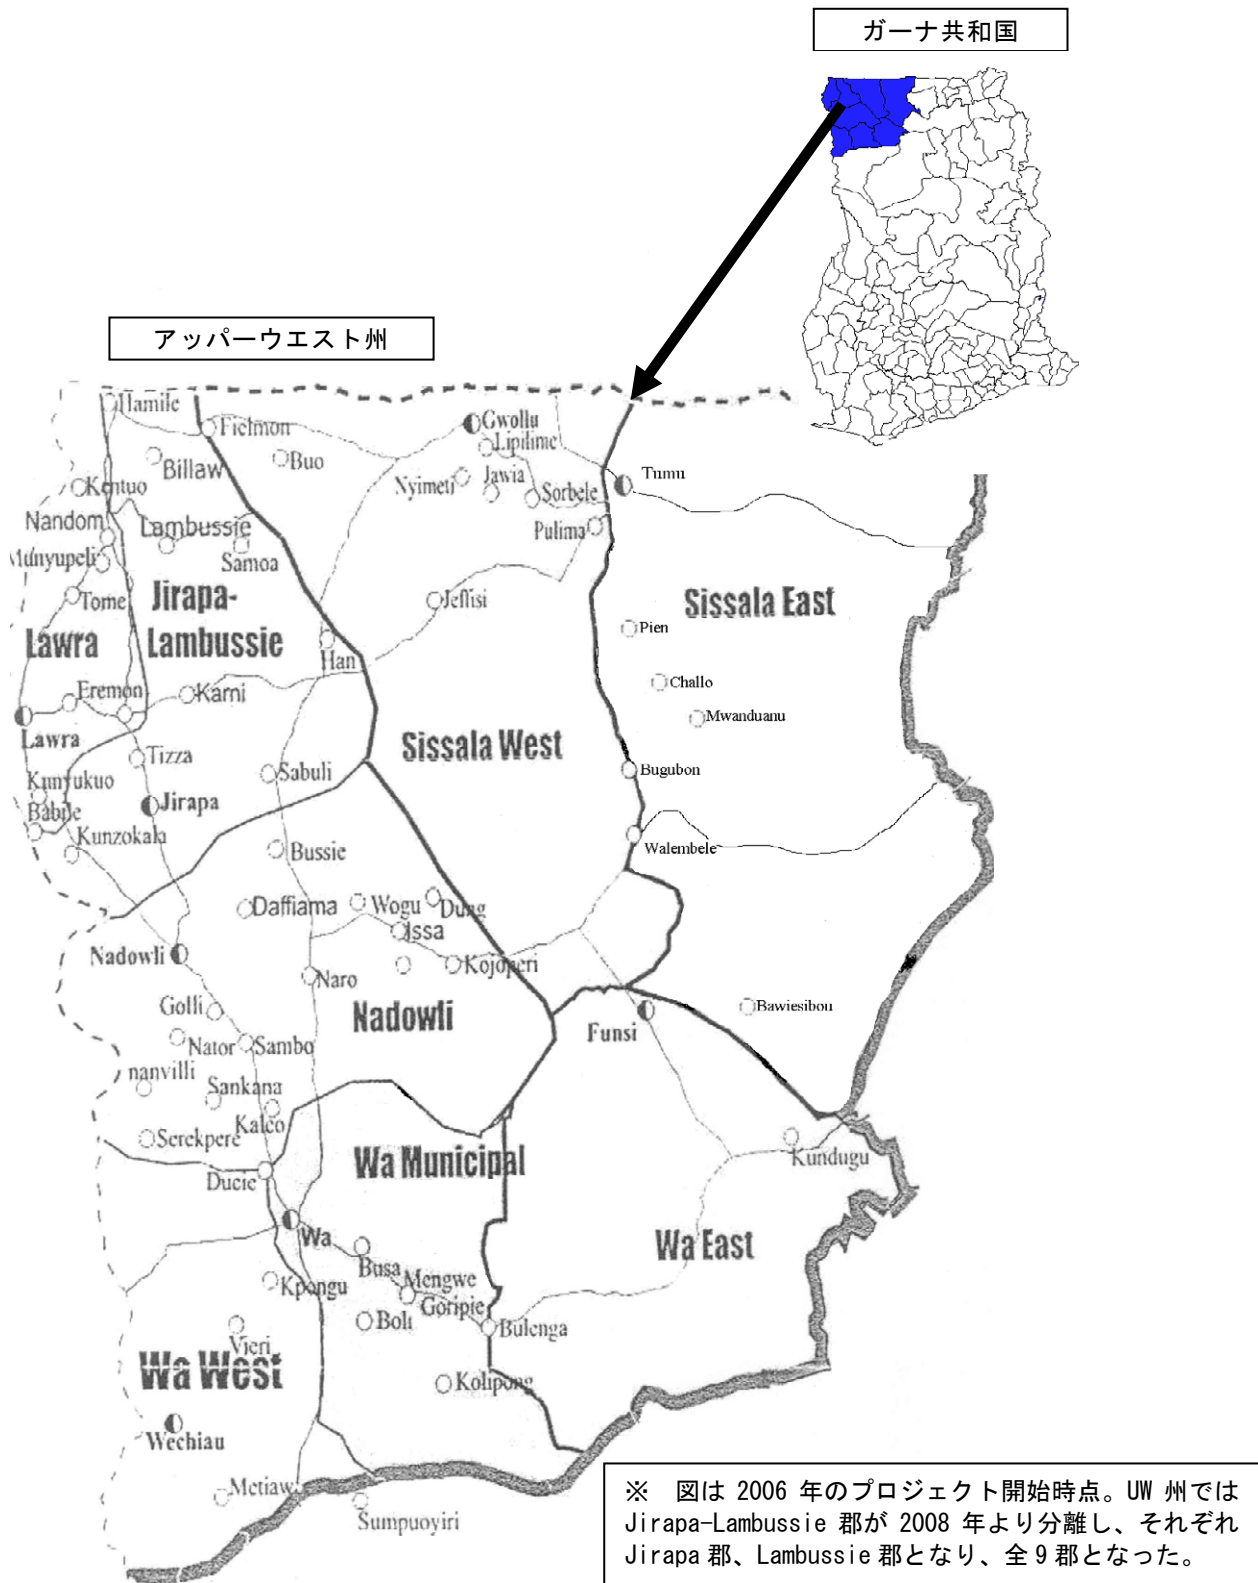 ガーナ共和国
アッパーウエスト州
Hamile
Fielmon
Gwollu
Lipilime
Billaw
Buo
Nyimeti
Jawia
Sorbele
Tumu
Kentuo
Nandom
Lambussie
Pulima
Samoa
Munyupeli
Tome
Jirapa-
Lambussie
Jeffisi
Sissala East
Pien
Lawra
Han
Challo
Eremon
Karni
Mwanduanu
Lawra
Sissala West
Tizza
Sabuli
Bugubon
Kunyukuo
Jirapa
Babile
Kunzokala
Bussie
Walembele
Daffiama
Wogu
Dung
Issa
Nadowli
Kojoperi
Naro
Golli
Nadowli
Funsi
Bawiesibou
Nator
Sambo
nanvilli
Sankana
Kaleo
Serekpere
Wa Municipal
Kundugu
Ducie
Wa
Wa East
Busa
Kpongu
Mengwe
Goripie
Boli
Bulenga
Vieri
Wa West
Kolipong
Wechiau
Metiaw
Sumpuoyiri
※　図は 2006 年のプロジェクト開始時点。UW 州では
Jirapa-Lambussie 郡が 2008 年より分離し、それぞれ
Jirapa 郡、Lambussie 郡となり、全 9 郡となった。